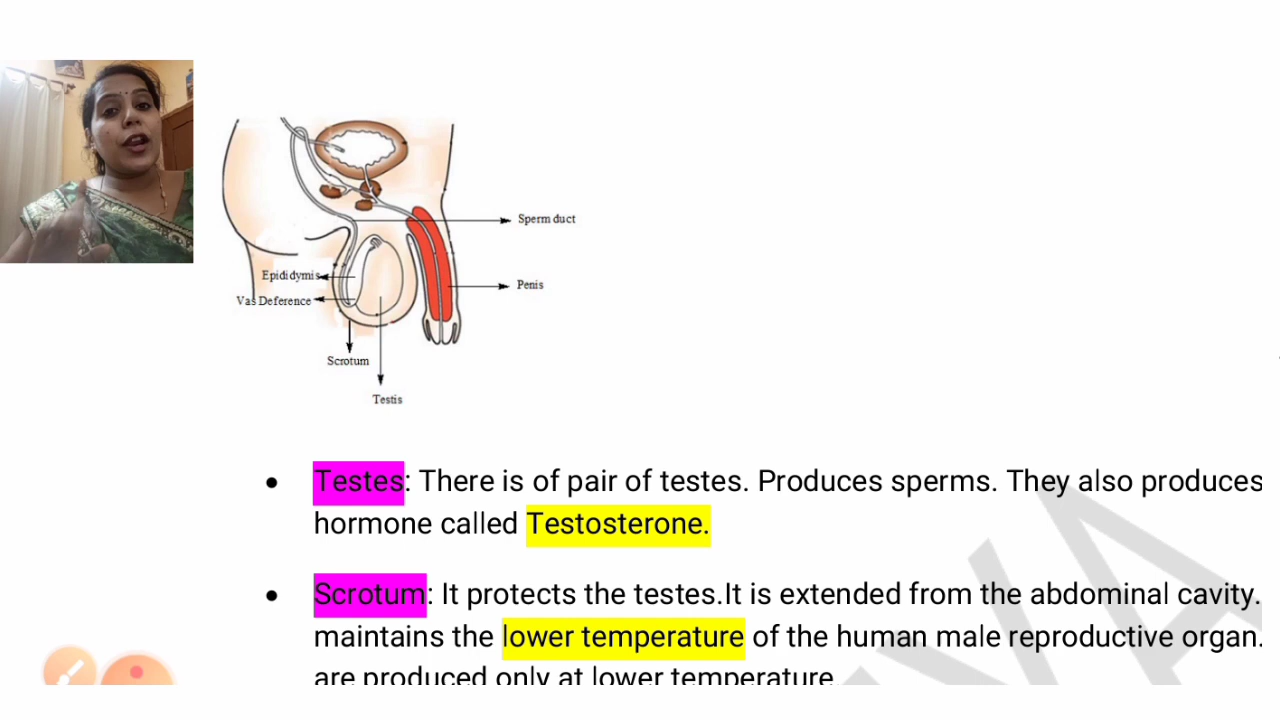 Sperm duct
Epididymis
Penis
Vas Deference
Scrotum
Testis
Testes: There is of pair of testes. Produces sperms. They also produces
hormone called Testosterone.
Scrotum: It protects the testes.It is extended from the abdominal cavity.
maintains the lower temperature of the human male reproductive organ.
are produced only at lower temperature.